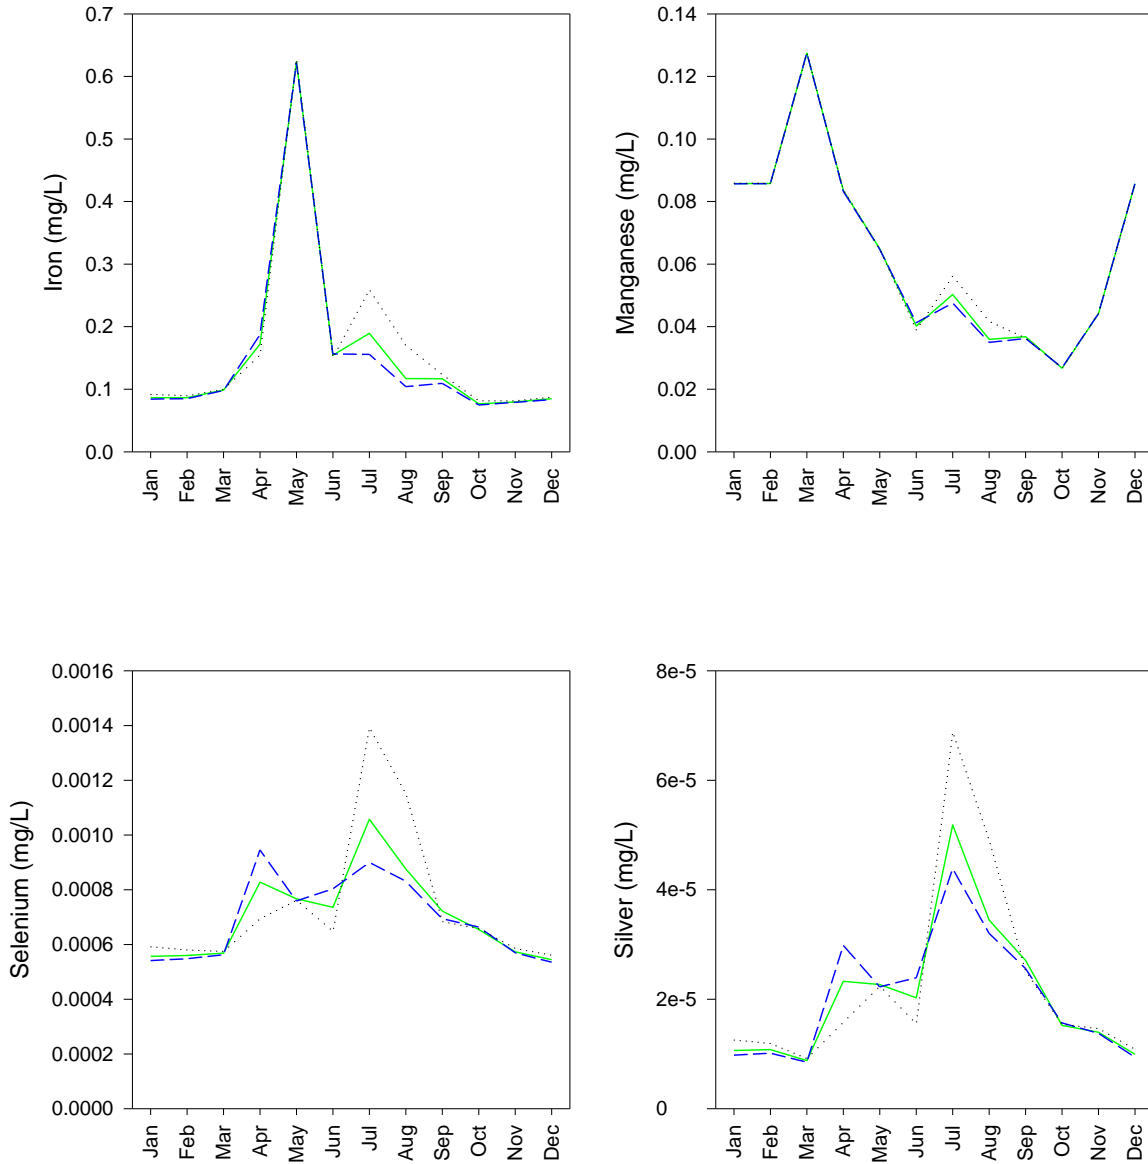 Iron (mg/L)
0.7
0.6
0.5
0.4
0.3
0.2
0.1
0.0
Jan
Feb
Mar
Apr
May
Jun
Jul
Aug
Sep
Oct
Nov
Dec
Manganese (mg/L)
0.14
0.12
0.10
0.08
0.06
0.04
0.02
0.00
Jan
Feb
Mar
Apr
May
Jun
Jul
Aug
Sep
Oct
Nov
Dec
Selenium (mg/L)
0.0016
0.0014
0.0012
0.0010
0.0008
0.0006
0.0004
0.0002
0.0000
Jan
Feb
Mar
Apr
May
Jun
Jul
Aug
Sep
Oct
Nov
Dec
Silver (mg/L)
8e-5
6e-5
4e-5
2e-5
0
Jan
Feb
Mar
Apr
May
Jun
Jul
Aug
Sep
Oct
Nov
Dec